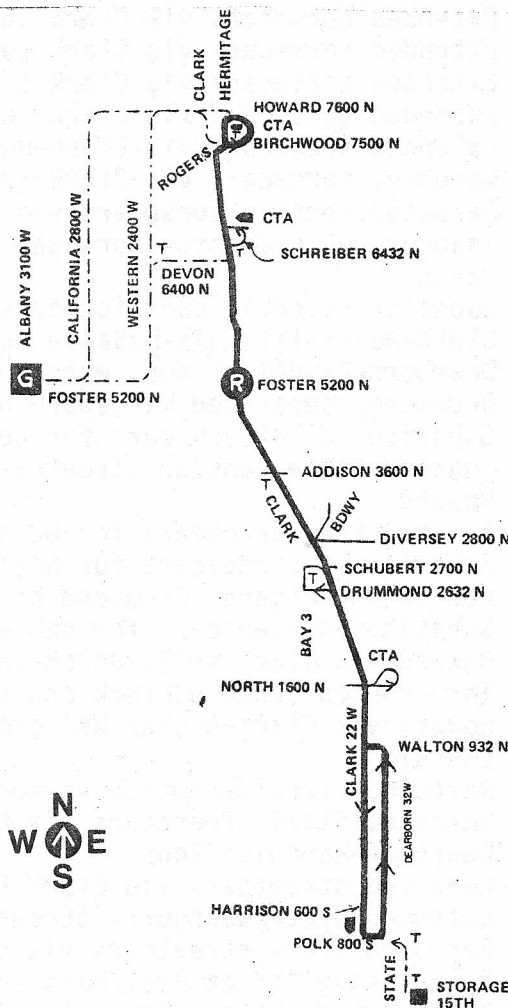 CLARK
HERMITAGE
HOWARD 7600 N
CTA
T
BIRCHWOOD 7500 N
ROGERS
ALBANY 3100 W
CALIFORNIA 2800 W
WESTERN 2400 W
CTA
T
SCHREIBER 6432 N
DEVON
6400 N
G
R
FOSTER 5200 N
FOSTER 5200 N
T
ADDISON 3600 N
CLARK
BDWY
DIVERSEY 2800 N
SCHUBERT 2700 N
T
DRUMMOND 2632 N
BAY 3
CTA
NORTH 1600 N
CLARK 22 W
WALTON 932 N
DEARBORN 32W
N
W E
S
HARRISON 600 S
POLK 800 S
T
STATE
T
STORAGE
15TH